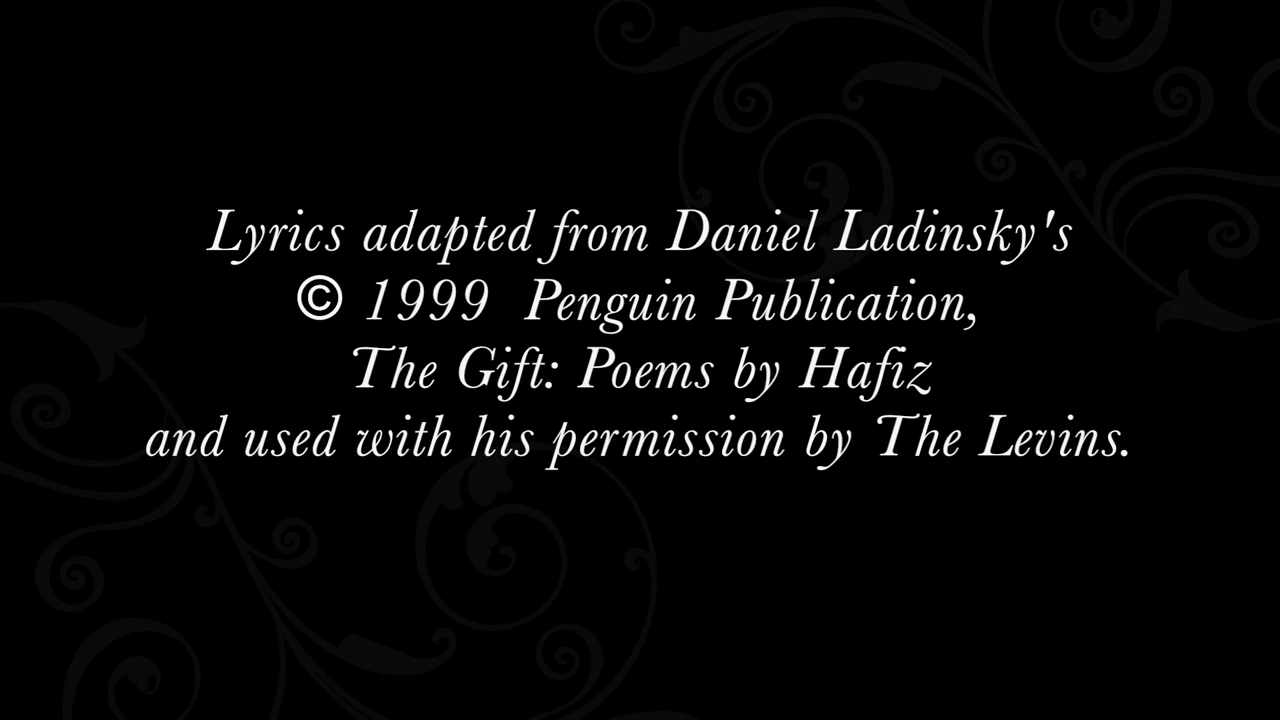 Lyrics adapted from Daniel Ladinsky's
© 1999 Penguin Publication,
The Gift: Poems by Hafiz
and used with his permission by The Levins.